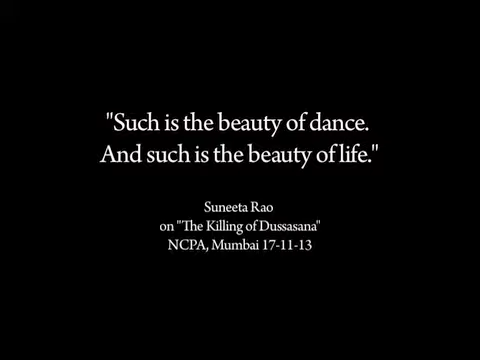 "Such is the beauty of dance.
And such is the beauty of life."
Suneeta Rao
on "The Killing of Dussasana"
NCPA, Mumbai 17-11-13